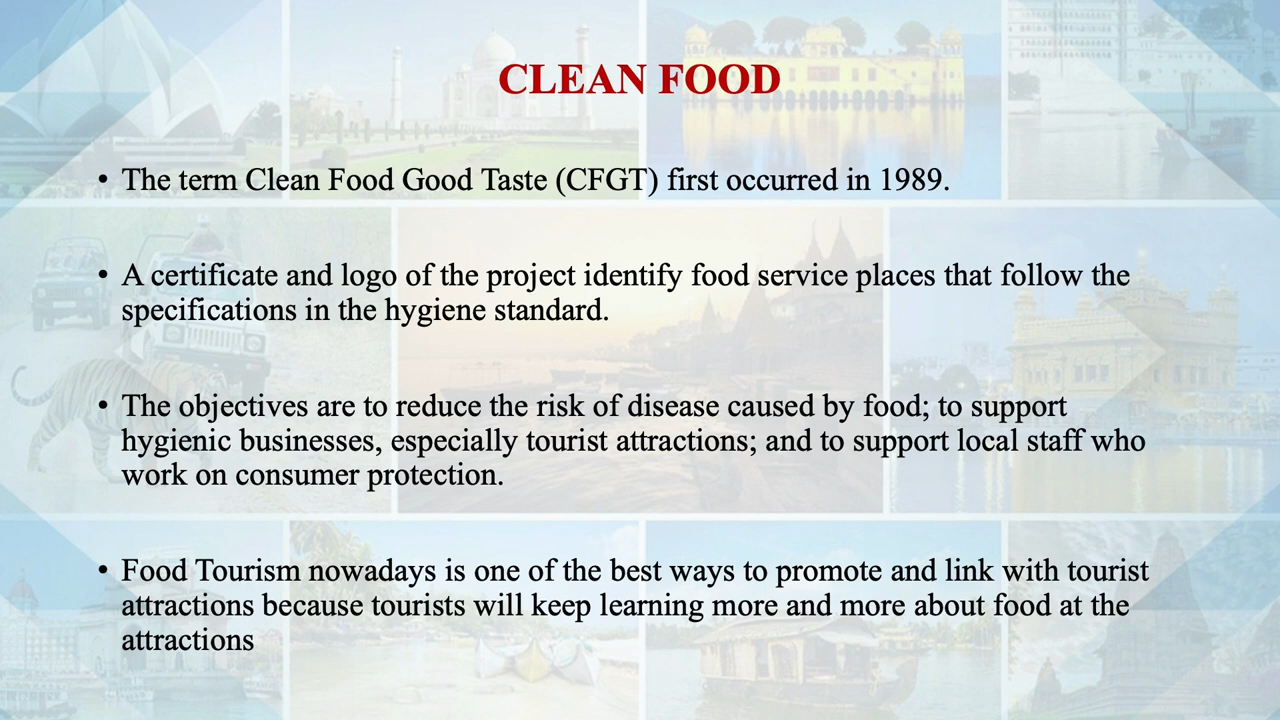 CLEAN FOOD
• The term Clean Food Good Taste (CFGT) first occurred in 1989.
• A certificate and logo of the project identify food service places that follow the
specifications in the hygiene standard.
• The objectives are to reduce the risk of disease caused by food; to support
hygienic businesses, especially tourist attractions; and to support local staff who
work on consumer protection.
• Food Tourism nowadays is one of the best ways to promote and link with tourist
attractions because tourists will keep learning more and more about food at the
attractions